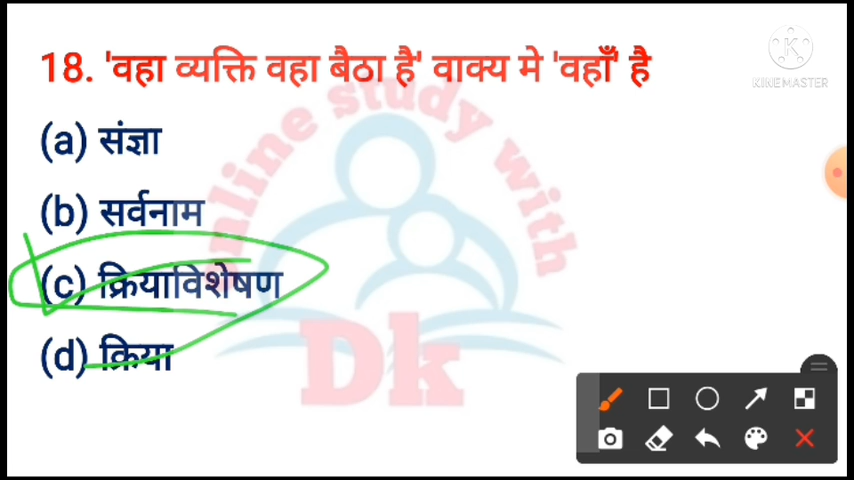 18. 'वहा व्यक्ति वहा बैठा है' वाक्य मे 'वहाँ' है
KINEMASTER
(a) संज्ञा
(b) सर्वनाम
(c) क्रियाविशेषण
(d) क्रिया
online study with
Dk